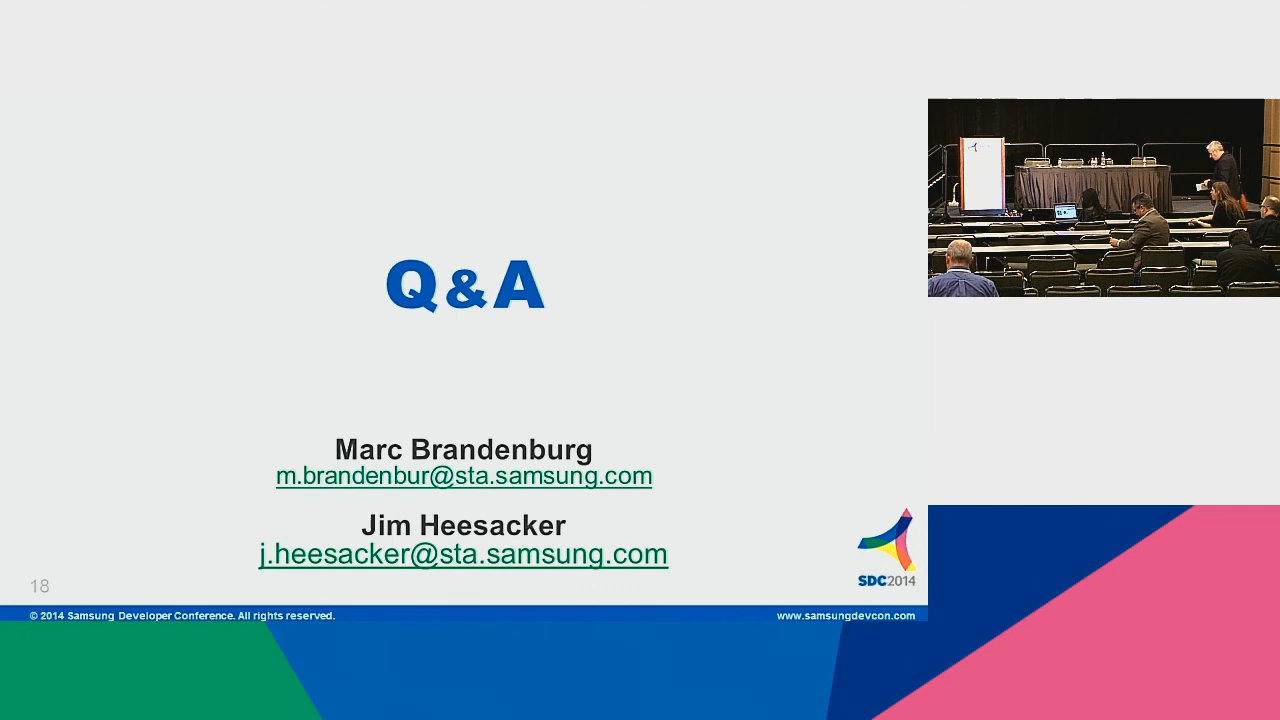 Q & A
Marc Brandenburg
m.brandenbur@sta.samsung.com
Jim Heesacker
j.heesacker@sta.samsung.com
SDC2014
18
© 2014 Samsung Developer Conference. All rights reserved.
www.samsungdevcon.com